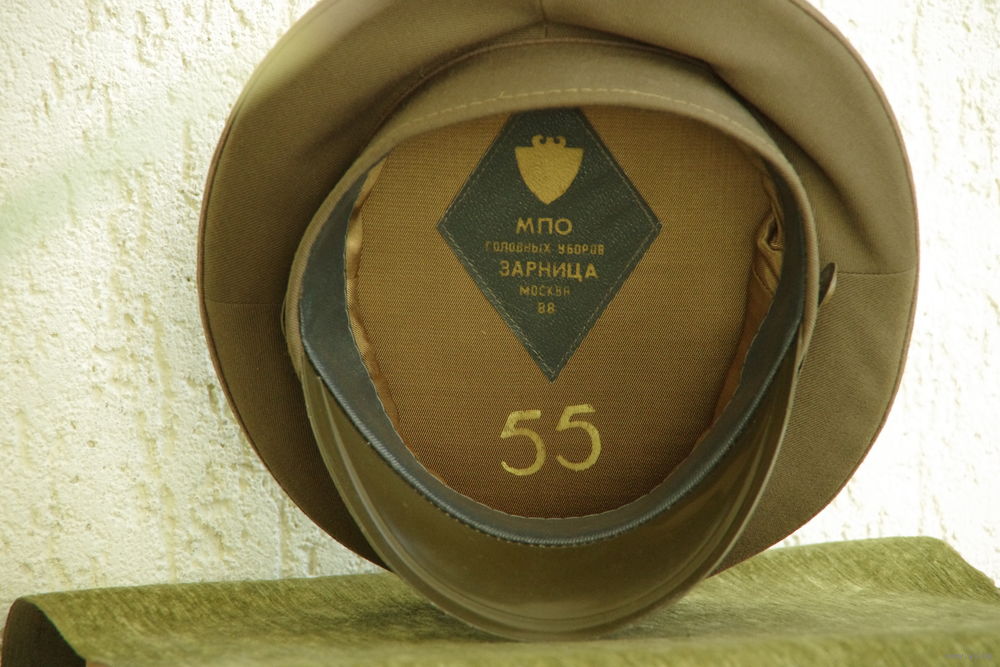 МПО
ГОЛОВНЫХ УБОРОВ
ЗАРНИЦА
МОСКВА
88
55